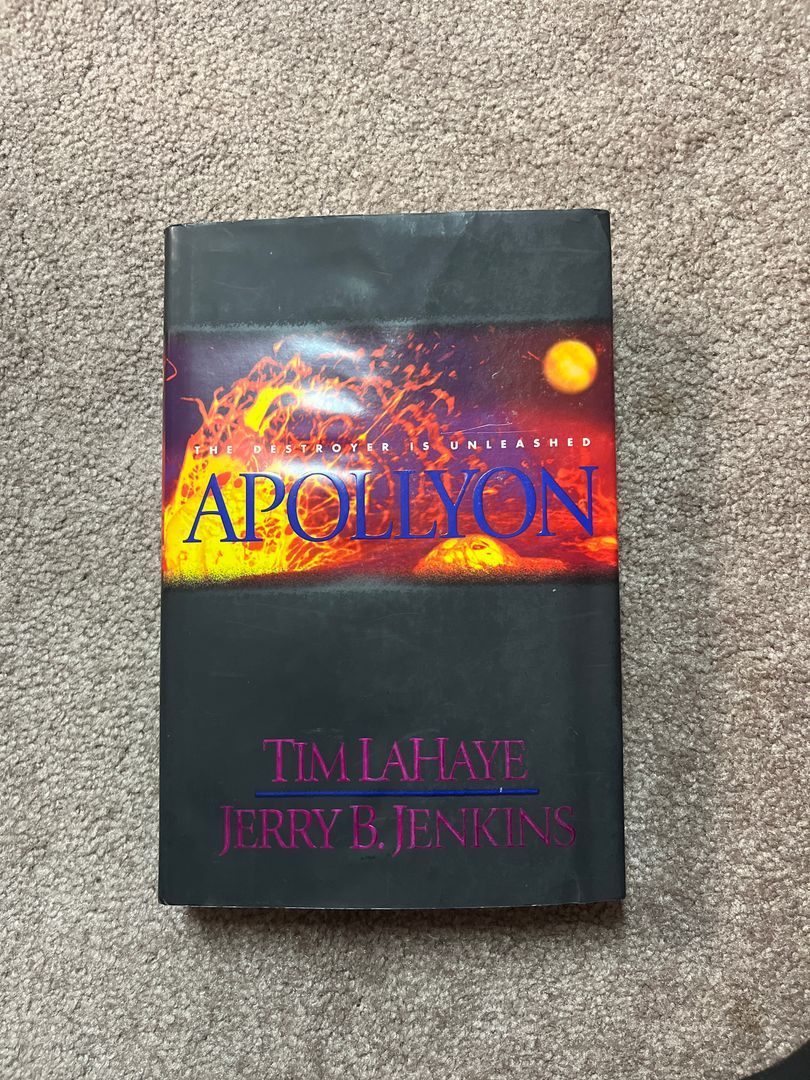 THE DESTROYER IS UNLEASHED
APOLLYON
TIM LAHAYE
JERRY B. JENKINS